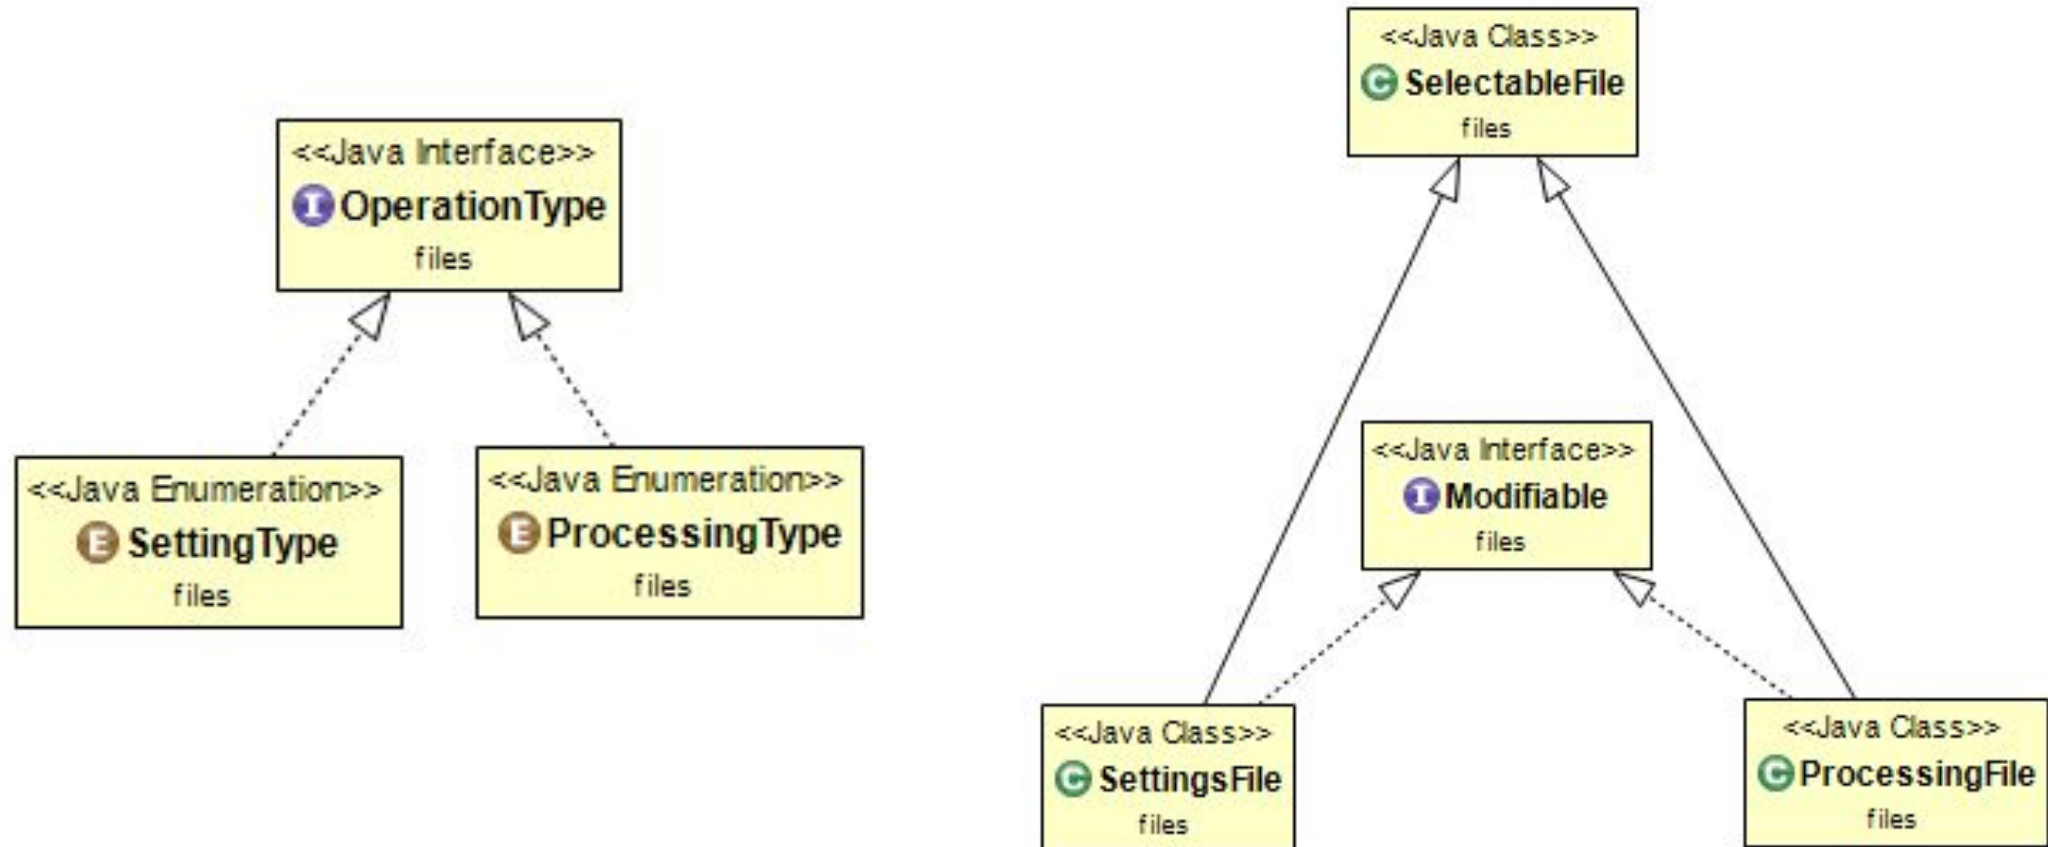 <<Java Interface>>
I OperationType
files
<<Java Enumeration>>
E SettingType
files
<<Java Enumeration>>
E ProcessingType
files
<<Java Class>>
C SelectableFile
files
<<Java Interface>>
I Modifiable
files
<<Java Class>>
C SettingsFile
files
<<Java Class>>
C ProcessingFile
files